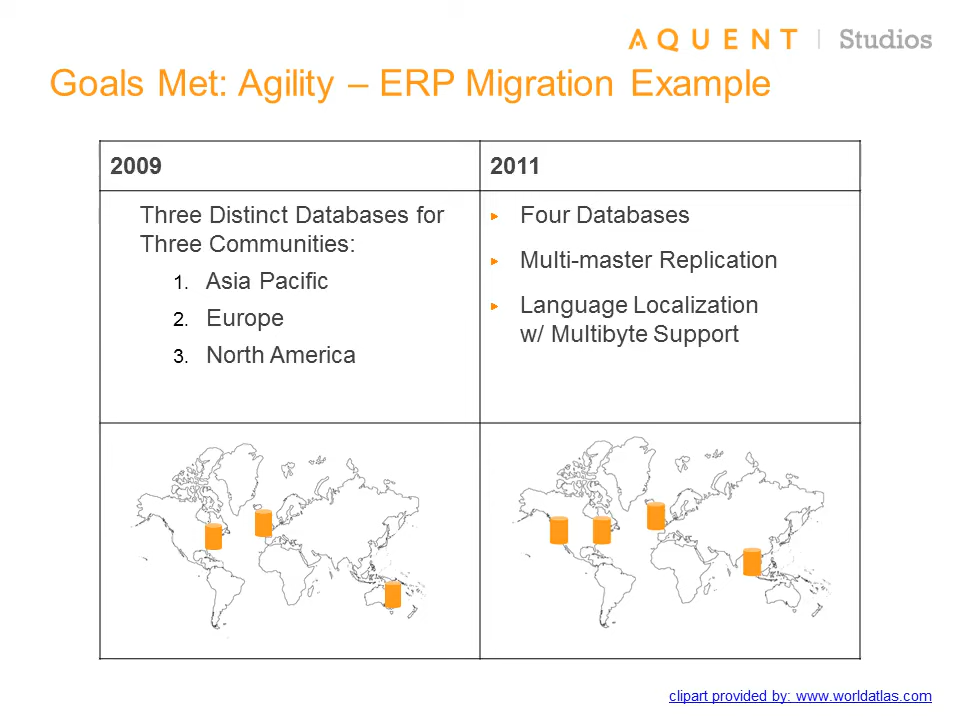 AQUENT | Studios
Goals Met: Agility – ERP Migration Example
2009
2011
Three Distinct Databases for
Three Communities:
1. Asia Pacific
2. Europe
3. North America
Four Databases
Multi-master Replication
Language Localization
w/ Multibyte Support
clipart provided by: www.worldatlas.com